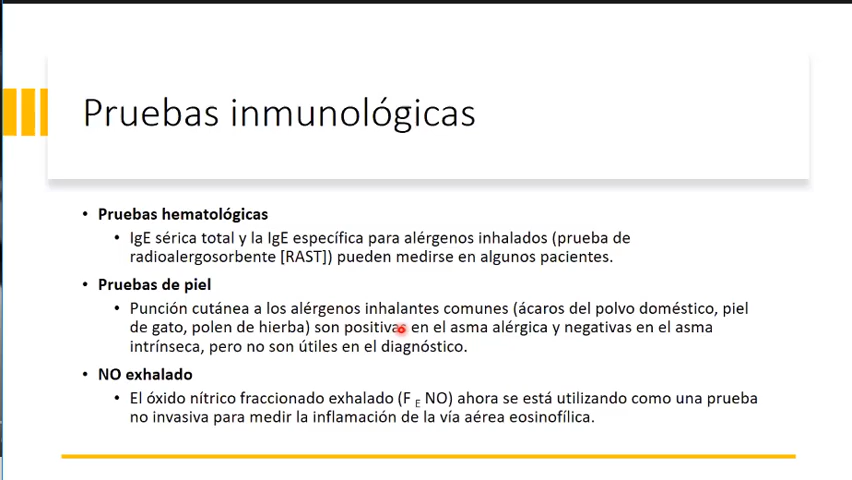 Pruebas inmunológicas
• Pruebas hematológicas
• IgE sérica total y la IgE específica para alérgenos inhalados (prueba de
radioalergosorbente [RAST]) pueden medirse en algunos pacientes.
• Pruebas de piel
• Punción cutánea a los alérgenos inhalantes comunes (ácaros del polvo doméstico, piel
de gato, polen de hierba) son positivas en el asma alérgica y negativas en el asma
intrínseca, pero no son útiles en el diagnóstico.
• NO exhalado
• El óxido nítrico fraccionado exhalado (F E NO) ahora se está utilizando como una prueba
no invasiva para medir la inflamación de la vía aérea eosinofílica.